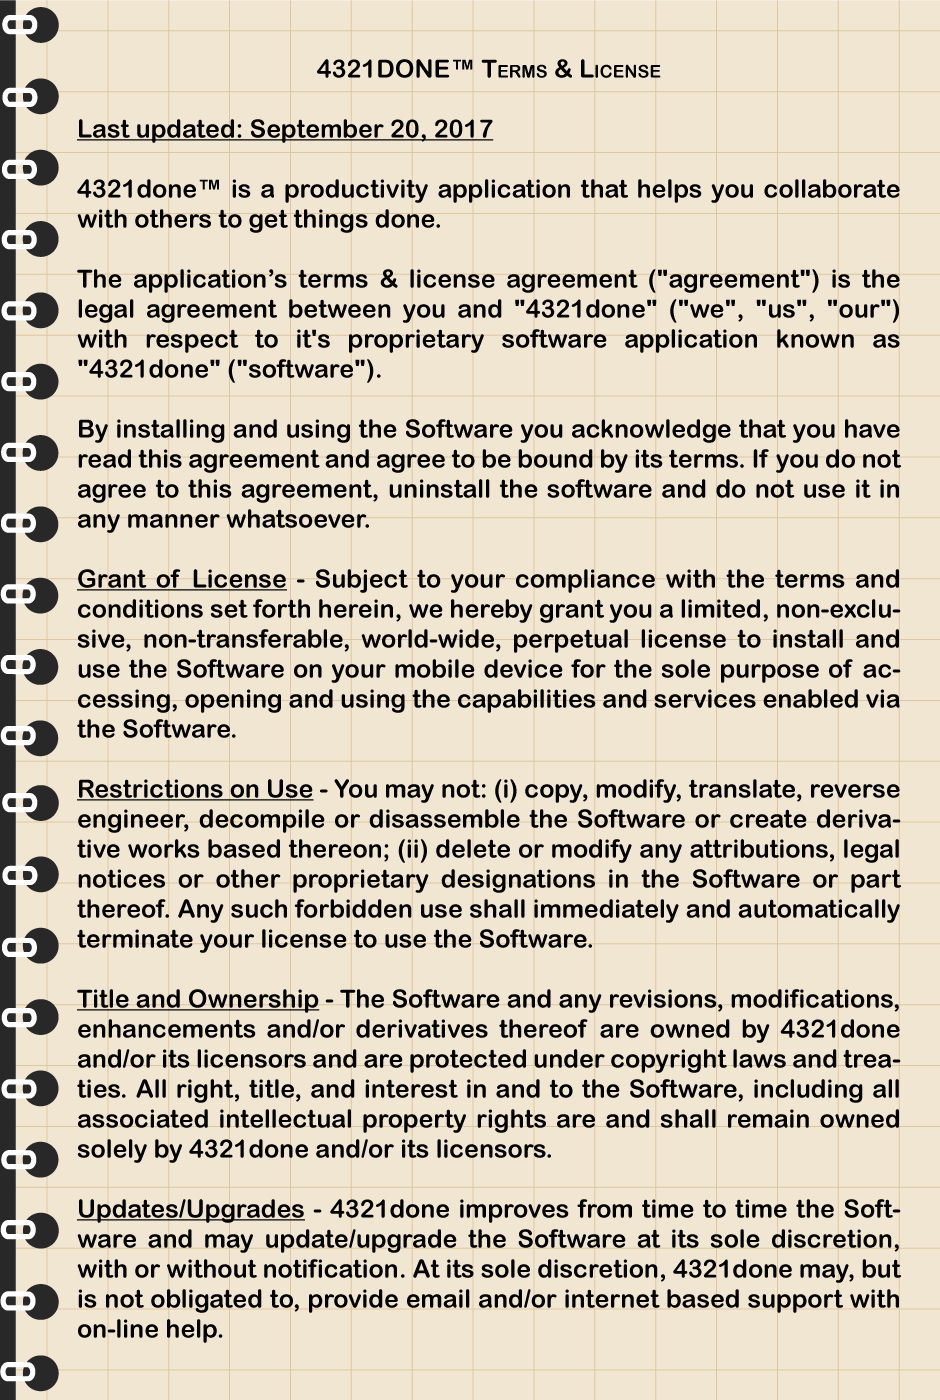 4321DONE™ TERMS & LICENSE
Last updated: September 20, 2017
4321done™ is a productivity application that helps you collaborate
with others to get things done.
The application’s terms & license agreement ("agreement") is the
legal agreement between you and "4321done" ("we", "us", "our")
with respect to it's proprietary software application known as
"4321done" ("software").
By installing and using the Software you acknowledge that you have
read this agreement and agree to be bound by its terms. If you do not
agree to this agreement, uninstall the software and do not use it in
any manner whatsoever.
Grant of License - Subject to your compliance with the terms and
conditions set forth herein, we hereby grant you a limited, non-exclu-
sive, non-transferable, world-wide, perpetual license to install and
use the Software on your mobile device for the sole purpose of ac-
cessing, opening and using the capabilities and services enabled via
the Software.
Restrictions on Use - You may not: (i) copy, modify, translate, reverse
engineer, decompile or disassemble the Software or create deriva-
tive works based thereon; (ii) delete or modify any attributions, legal
notices or other proprietary designations in the Software or part
thereof. Any such forbidden use shall immediately and automatically
terminate your license to use the Software.
Title and Ownership - The Software and any revisions, modifications,
enhancements and/or derivatives thereof are owned by 4321done
and/or its licensors and are protected under copyright laws and trea-
ties. All right, title, and interest in and to the Software, including all
associated intellectual property rights are and shall remain owned
solely by 4321done and/or its licensors.
Updates/Upgrades - 4321done improves from time to time the Soft-
ware and may update/upgrade the Software at its sole discretion,
with or without notification. At its sole discretion, 4321done may, but
is not obligated to, provide email and/or internet based support with
on-line help.